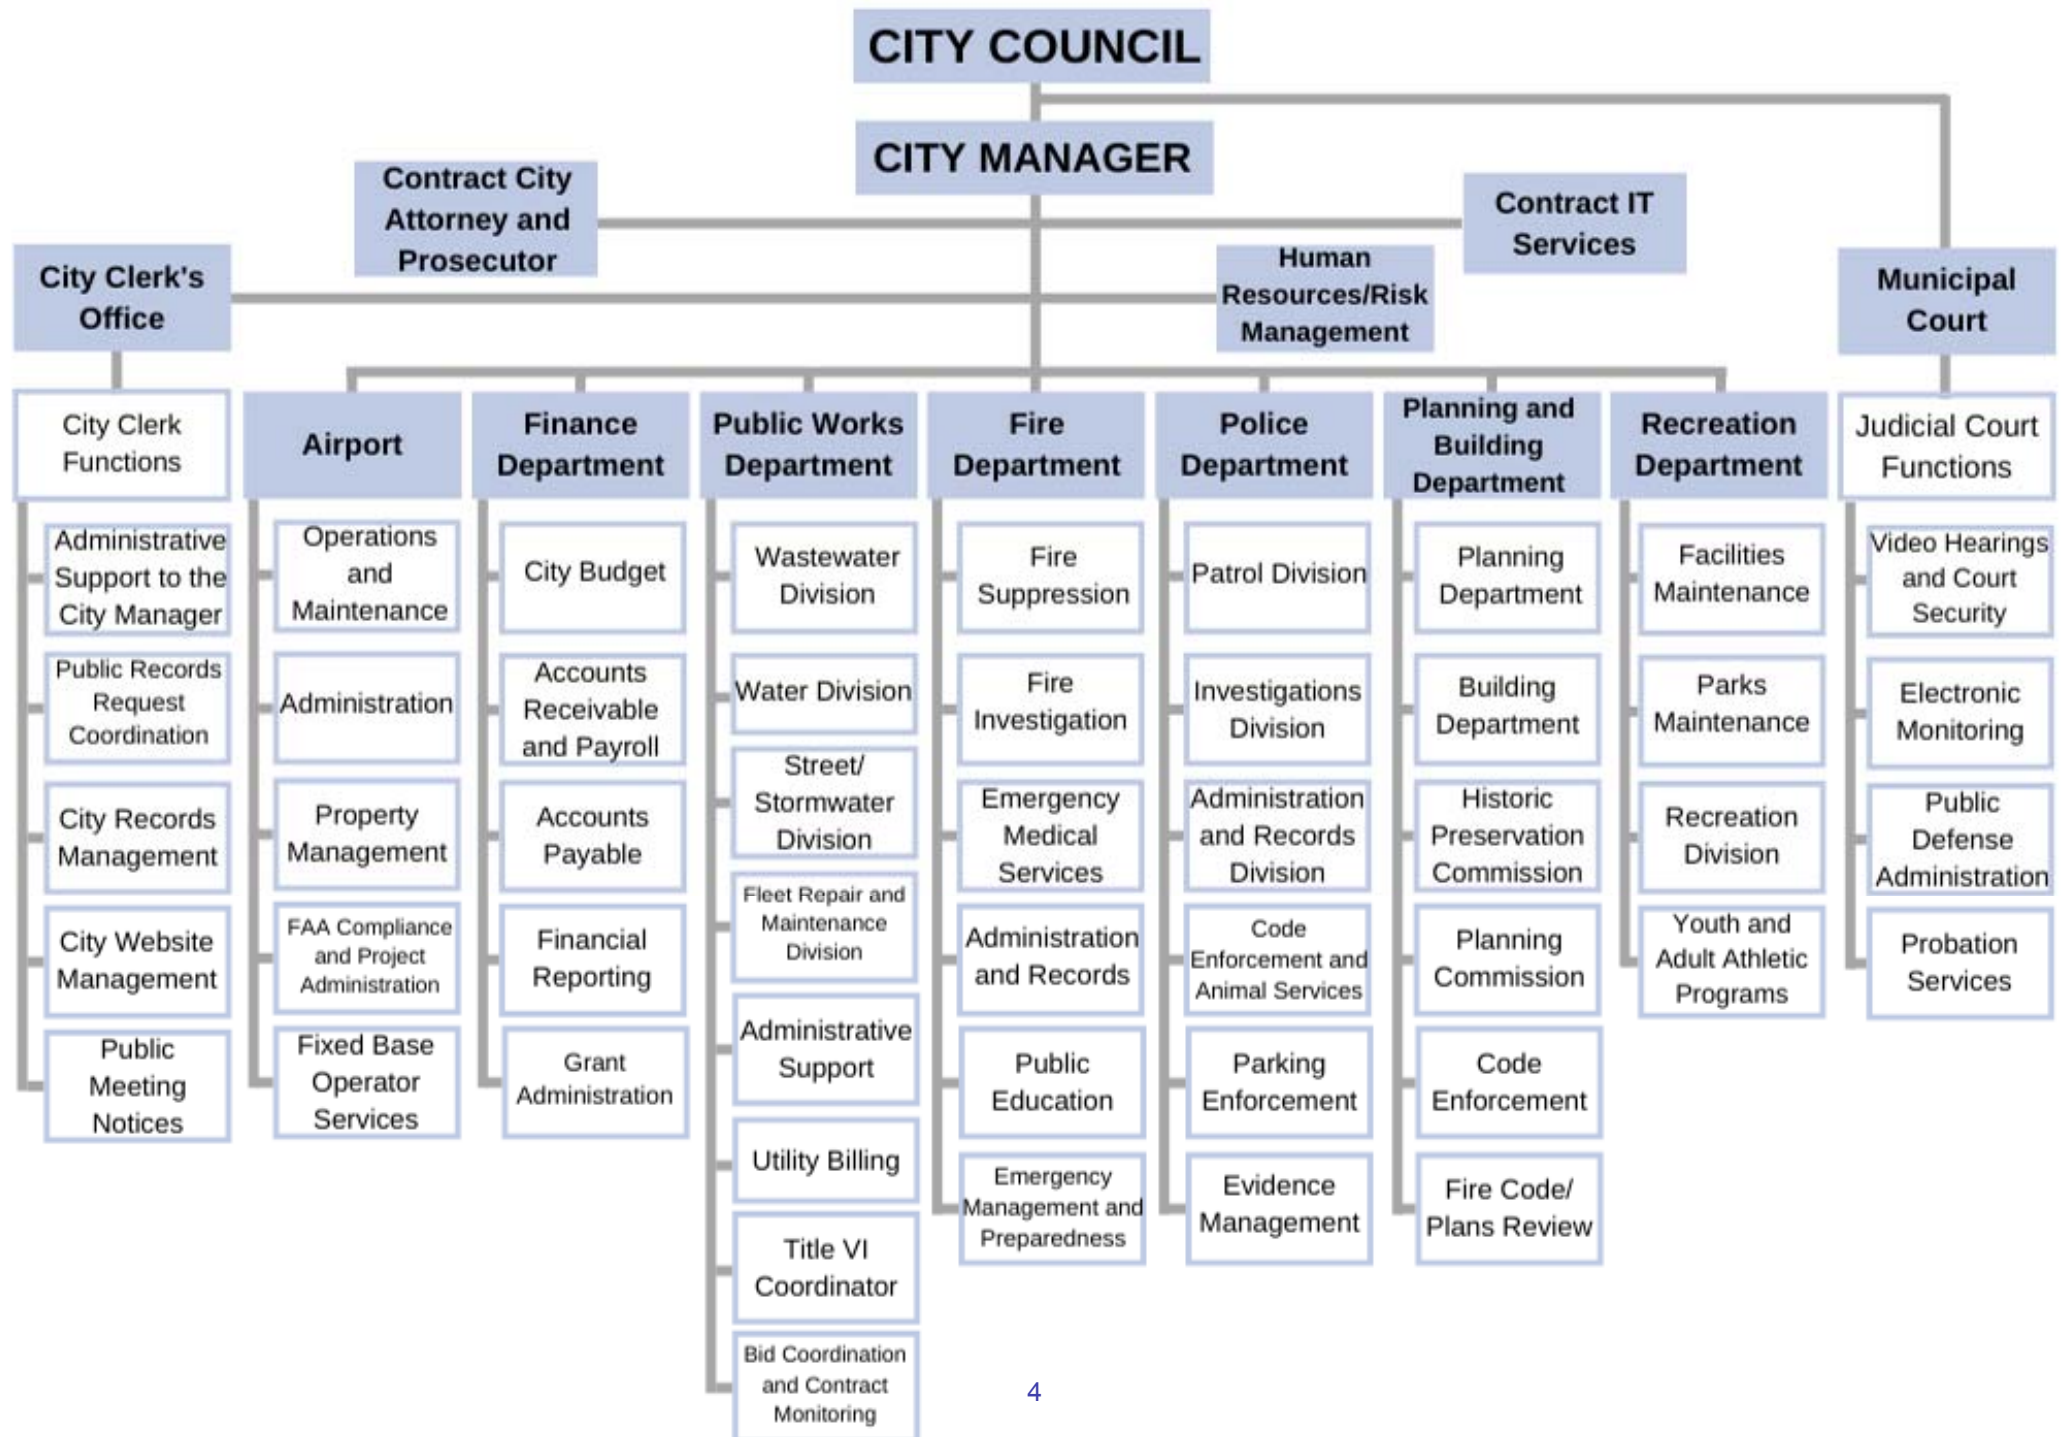 CITY COUNCIL
CITY MANAGER
Contract City
Attorney and
Prosecutor
Contract IT
Services
City Clerk's
Office
Human
Resources/Risk
Management
Municipal
Court
City Clerk
Functions
Administrative
Support to the
City Manager
Public Records
Request
Coordination
City Records
Management
City Website
Management
Public
Meeting
Notices
Airport
Operations
and
Maintenance
Administration
Property
Management
FAA Compliance
and Project
Administration
Fixed Base
Operator
Services
Finance
Department
City Budget
Accounts
Receivable
and Payroll
Accounts
Payable
Financial
Reporting
Grant
Administration
Public Works
Department
Wastewater
Division
Water Division
Street/
Stormwater
Division
Fleet Repair and
Maintenance
Division
Administrative
Support
Utility Billing
Title VI
Coordinator
Bid Coordination
and Contract
Monitoring
Fire
Department
Fire
Suppression
Fire
Investigation
Emergency
Medical
Services
Administration
and Records
Public
Education
Emergency
Management and
Preparedness
Police
Department
Patrol Division
Investigations
Division
Administration
and Records
Division
Code
Enforcement and
Animal Services
Parking
Enforcement
Evidence
Management
Planning and
Building
Department
Planning
Department
Building
Department
Historic
Preservation
Commission
Planning
Commission
Code
Enforcement
Fire Code/
Plans Review
Recreation
Department
Facilities
Maintenance
Parks
Maintenance
Recreation
Division
Youth and
Adult Athletic
Programs
Judicial Court
Functions
Video Hearings
and Court
Security
Electronic
Monitoring
Public
Defense
Administration
Probation
Services
4